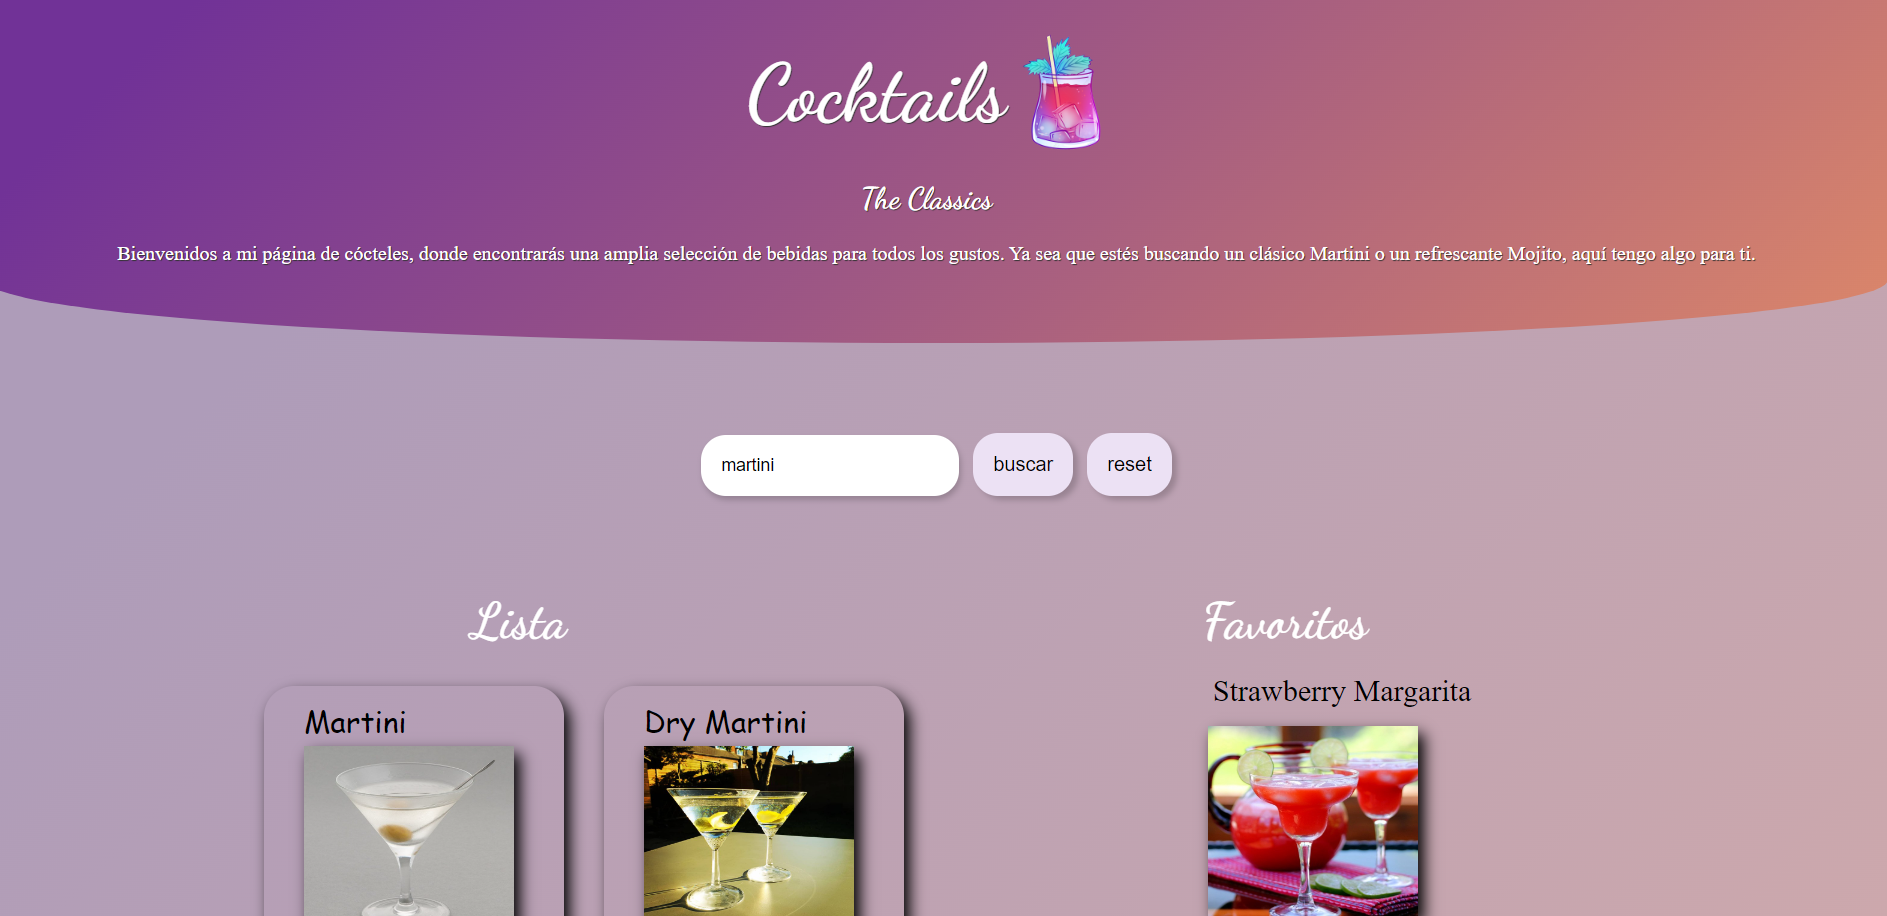 Cocktails
The Classics
Bienvenidos a mi página de cócteles, donde encontrarás una amplia selección de bebidas para todos los gustos. Ya sea que estés buscando un clásico Martini o un refrescante Mojito, aquí tengo algo para ti.
martini
buscar
reset
Lista
Favoritos
Martini
Dry Martini
Strawberry Margarita